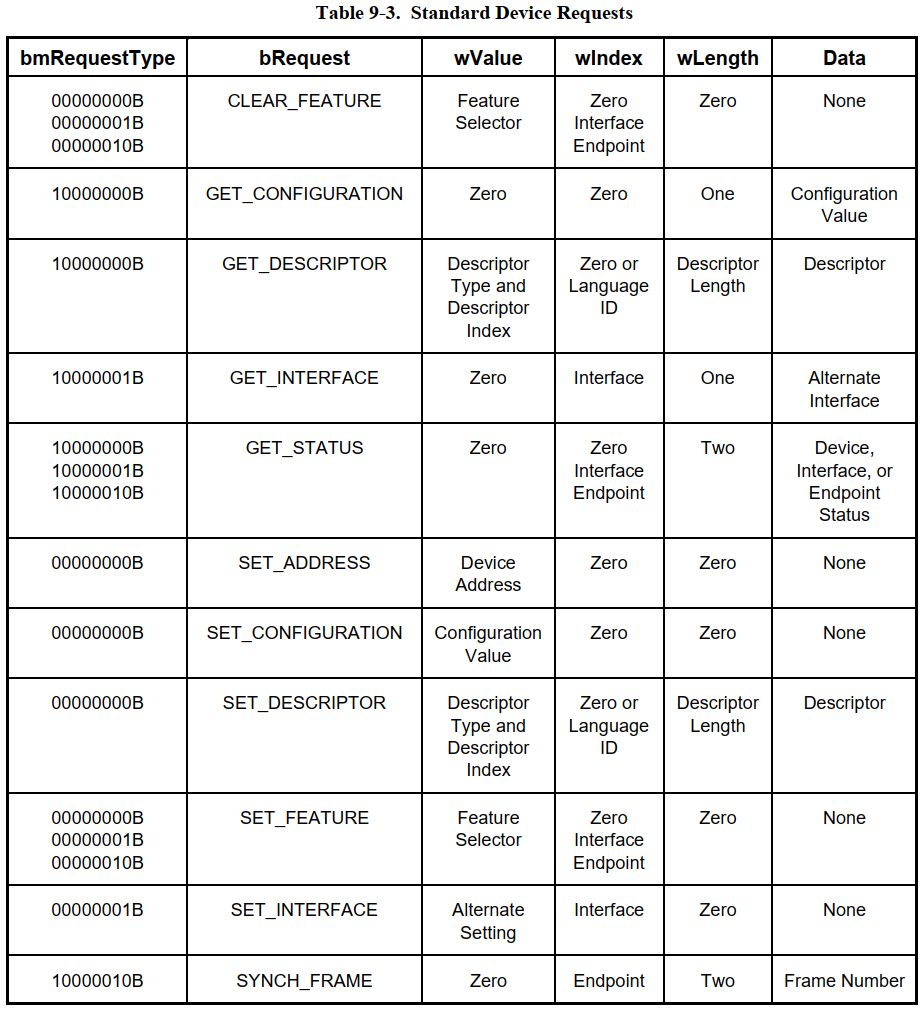 Table 9-3. Standard Device Requests
bmRequestType bRequest wValue wIndex wLength Data
00000000B CLEAR_FEATURE Feature Zero Zero None
00000001B Selector Interface
00000010B Endpoint
10000000B GET_CONFIGURATION Zero Zero One Configuration
Value
10000000B GET_DESCRIPTOR Descriptor Zero or Descriptor Descriptor
Type and Language Length
Descriptor ID
Index
10000001B GET_INTERFACE Zero Interface One Alternate
Interface
10000000B GET_STATUS Zero Zero Two Device,
10000001B Interface Interface, or
10000010B Endpoint Endpoint
Status
00000000B SET_ADDRESS Device Zero Zero None
Address
00000000B SET_CONFIGURATION Configuration Zero Zero None
Value
00000000B SET_DESCRIPTOR Descriptor Zero or Descriptor Descriptor
Type and Language Length
Descriptor ID
Index
00000000B SET_FEATURE Feature Zero Zero None
00000001B Selector Interface
00000010B Endpoint
00000001B SET_INTERFACE Alternate Interface Zero None
Setting
10000010B SYNCH_FRAME Zero Endpoint Two Frame Number